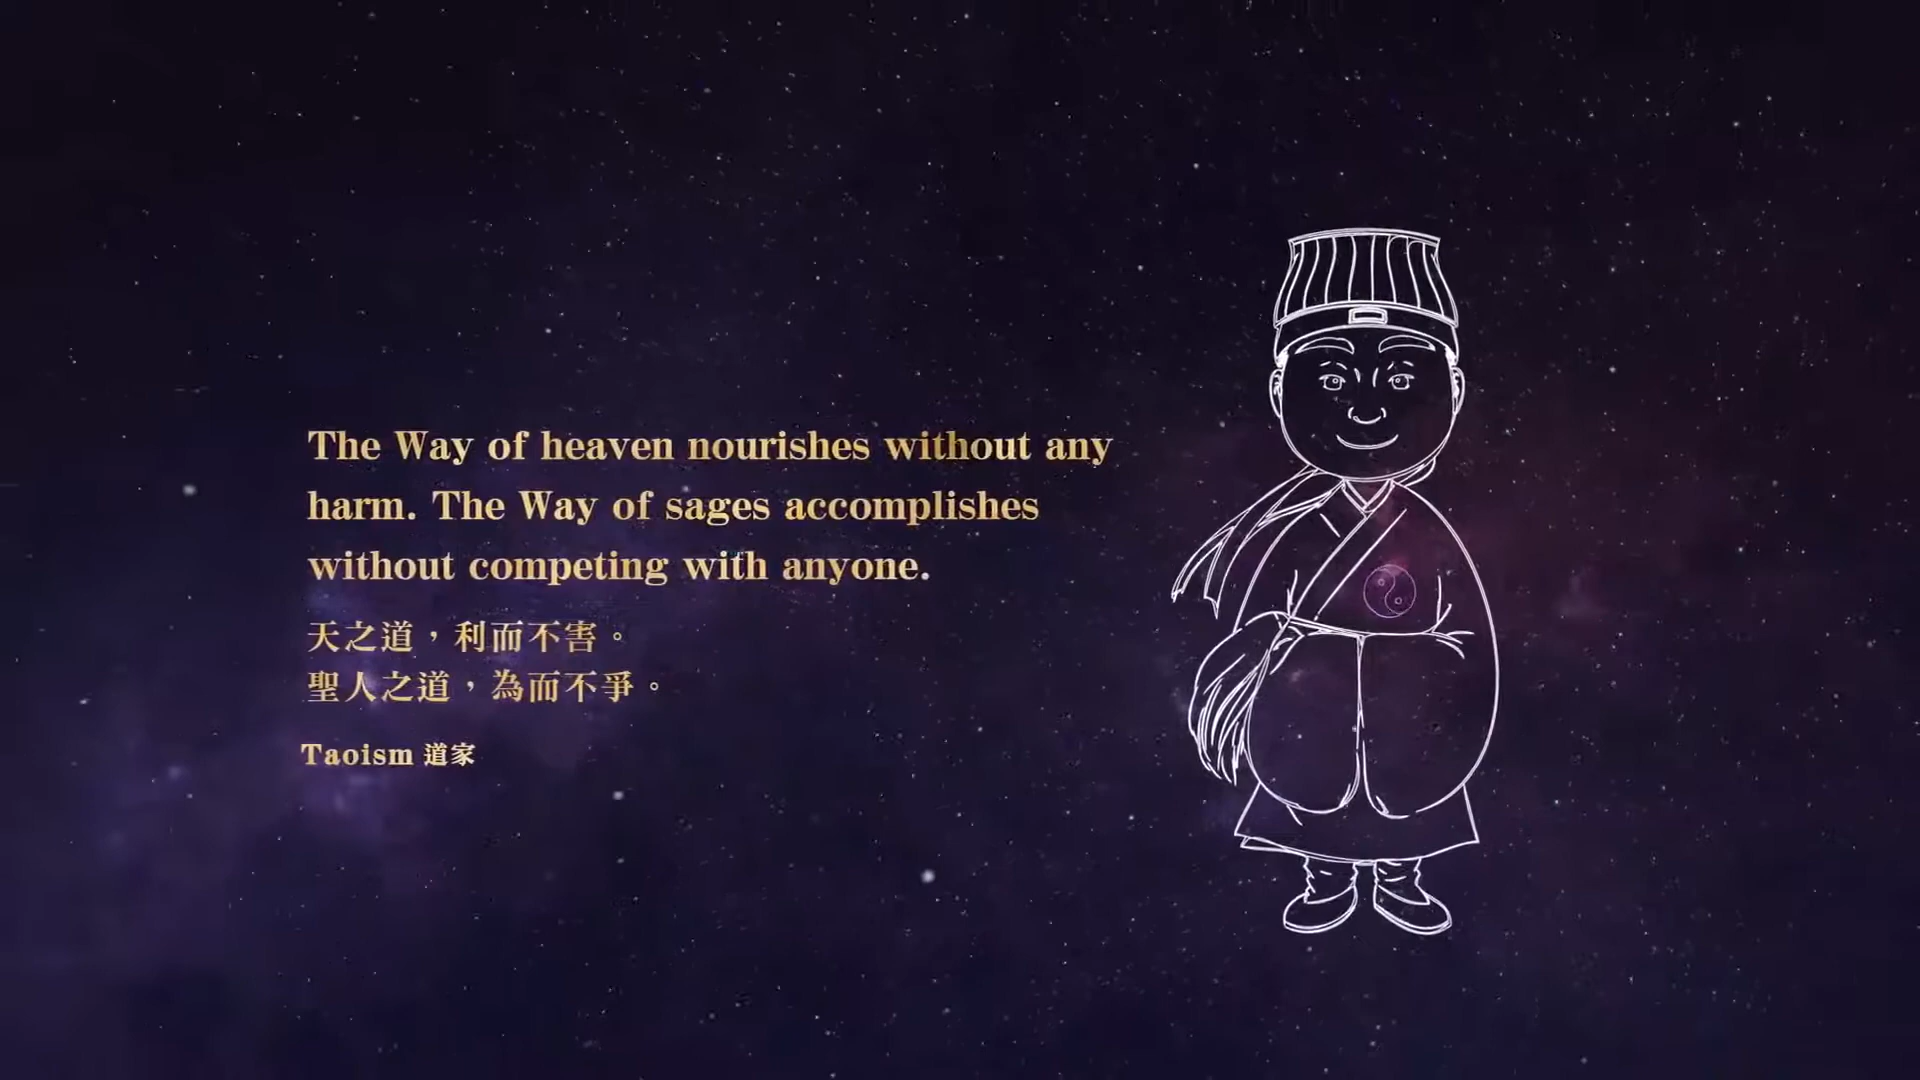 The Way of heaven nourishes without any
harm. The Way of sages accomplishes
without competing with anyone.
天之道，利而不害。
聖人之道，為而不爭。
Taoism 道家